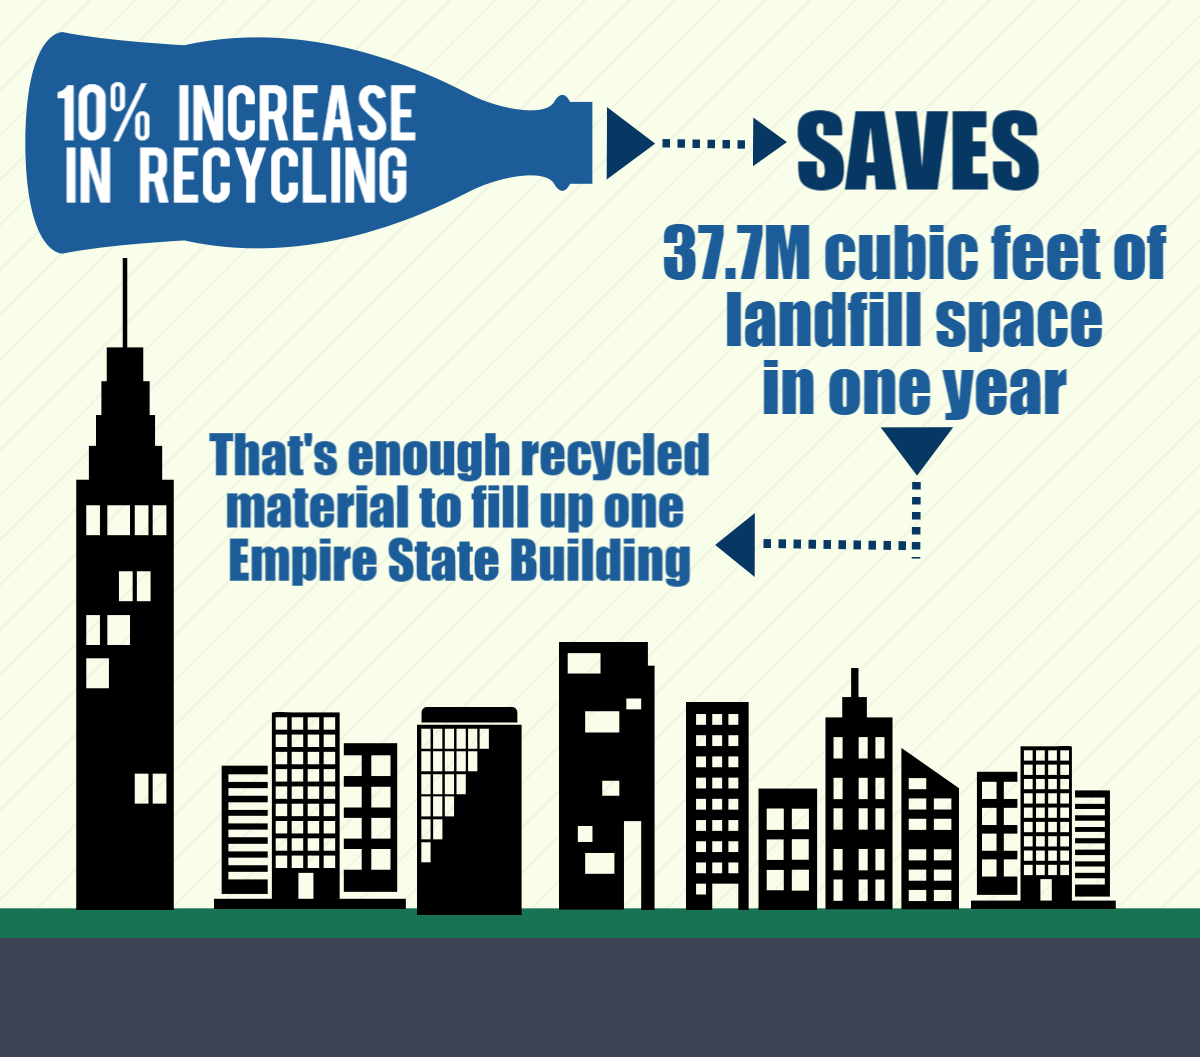 10% INCREASE
IN RECYCLING
SAVES
37.7M cubic feet of
landfill space
in one year
That's enough recycled
material to fill up one
Empire State Building